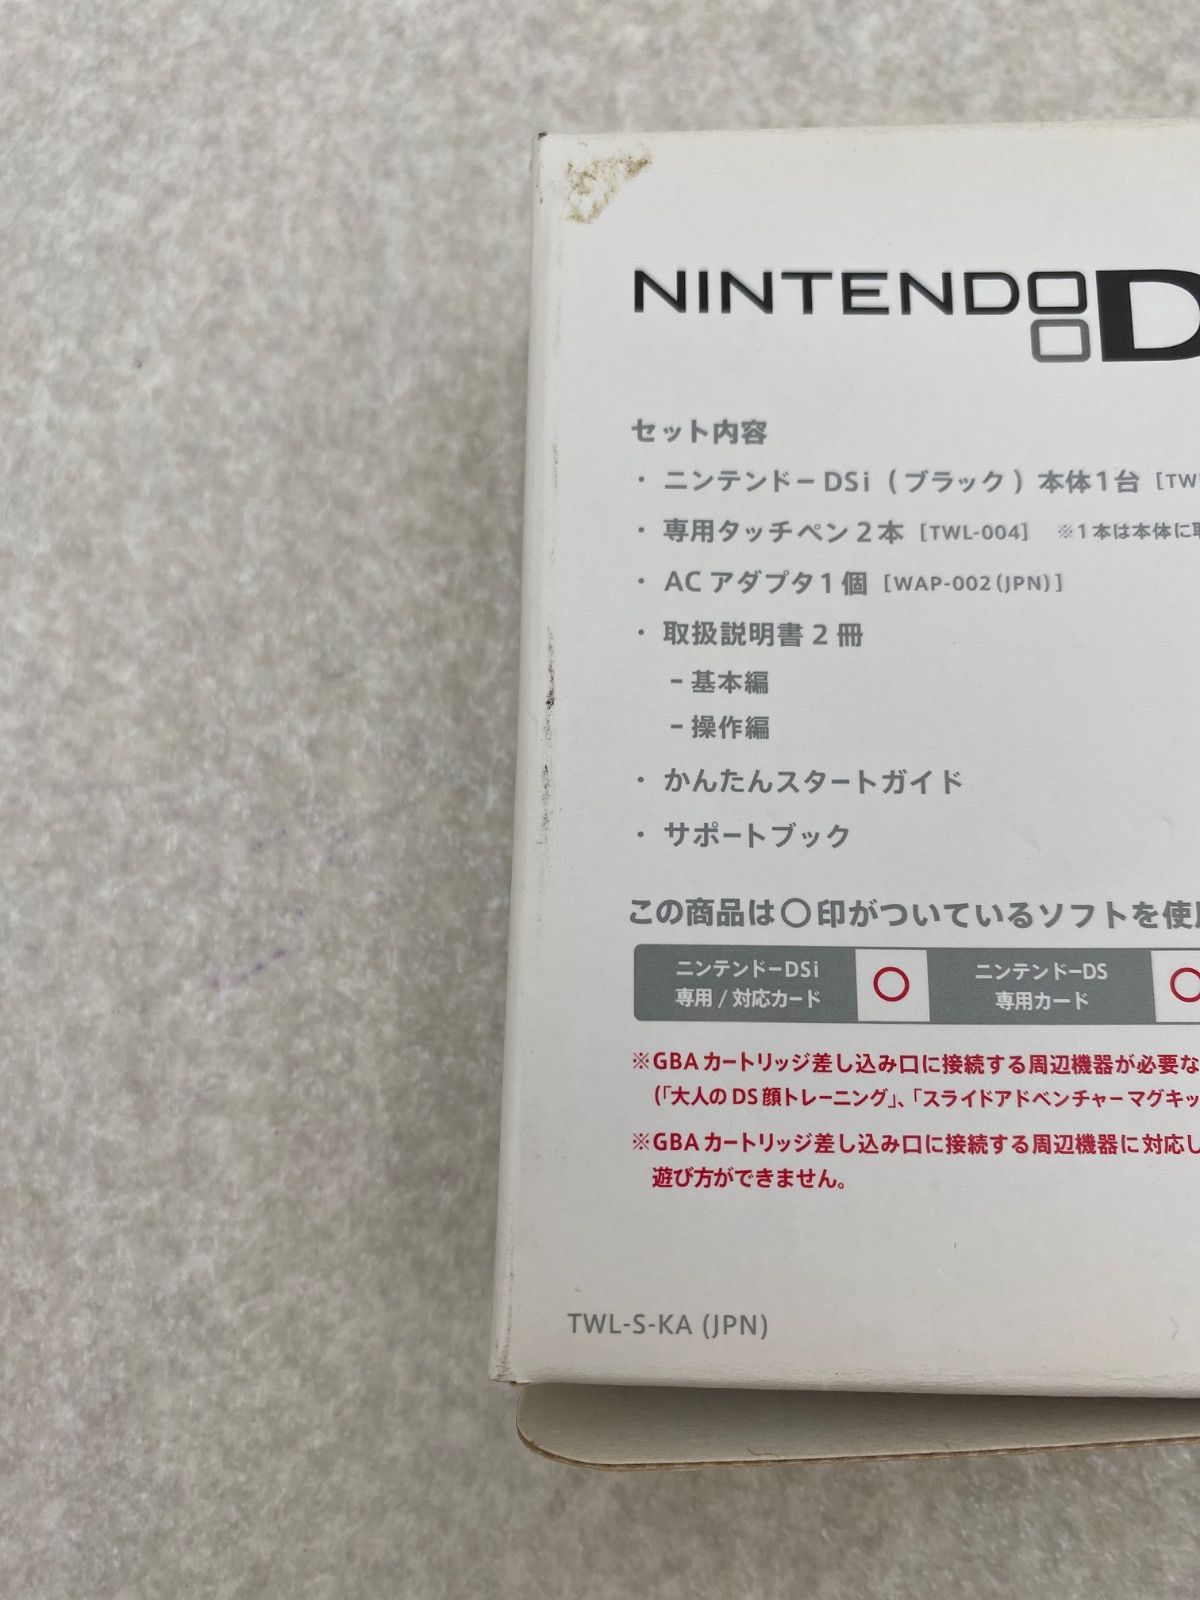 NINTENDO D
セット内容
・ ニンテンドーDSi (ブラック) 本体1台 [TW
・ 専用タッチペン2本 [TWL-004] ※1本は本体に取
・ ACアダプタ1個 [WAP-002(JPN)]
・ 取扱説明書2冊
－基本編
－操作編
・ かんたんスタートガイド
・ サポートブック
この商品は○印がついているソフトを使用
ニンテンドーDSi 専用/対応カード ○ ニンテンドーDS 専用カード ○
※GBAカートリッジ差し込み口に接続する周辺機器が必要な
(「大人のDS顔トレーニング」、「スライドアドベンチャーマグキッ
※GBAカートリッジ差し込み口に接続する周辺機器に対応し
遊び方ができません。
TWL-S-KA (JPN)